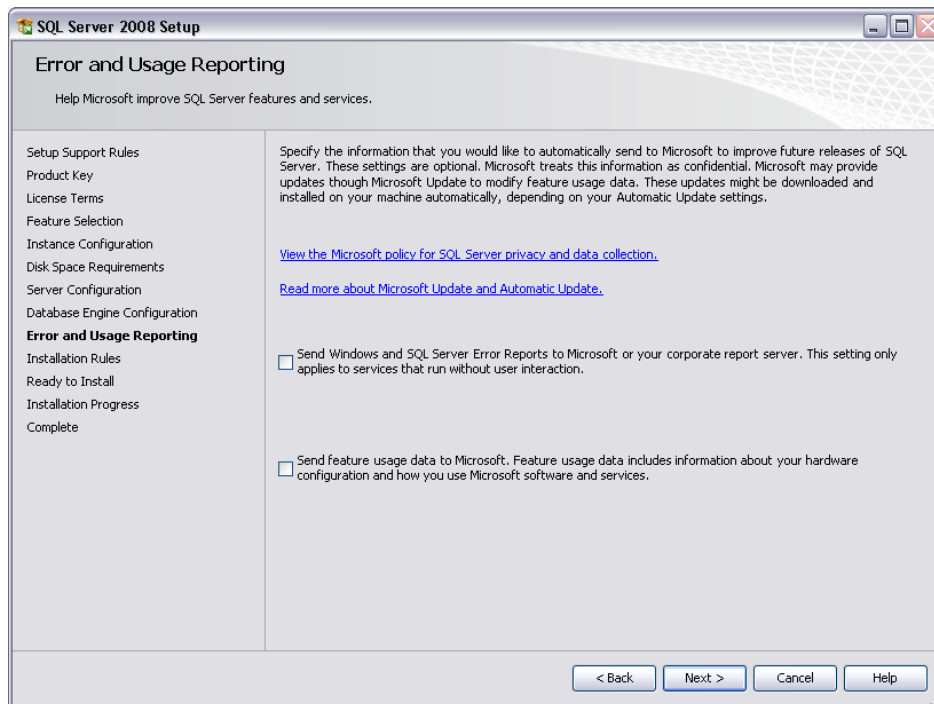 SQL Server 2008 Setup
Error and Usage Reporting
Help Microsoft improve SQL Server features and services.
Setup Support Rules
Product Key
License Terms
Feature Selection
Instance Configuration
Disk Space Requirements
Server Configuration
Database Engine Configuration
Error and Usage Reporting
Installation Rules
Ready to Install
Installation Progress
Complete
Specify the information that you would like to automatically send to Microsoft to improve future releases of SQL
Server. These settings are optional. Microsoft treats this information as confidential. Microsoft may provide
updates though Microsoft Update to modify feature usage data. These updates might be downloaded and
installed on your machine automatically, depending on your Automatic Update settings.
View the Microsoft policy for SQL Server privacy and data collection.
Read more about Microsoft Update and Automatic Update.
Send Windows and SQL Server Error Reports to Microsoft or your corporate report server. This setting only
applies to services that run without user interaction.
Send feature usage data to Microsoft. Feature usage data includes information about your hardware
configuration and how you use Microsoft software and services.
< Back
Next >
Cancel
Help